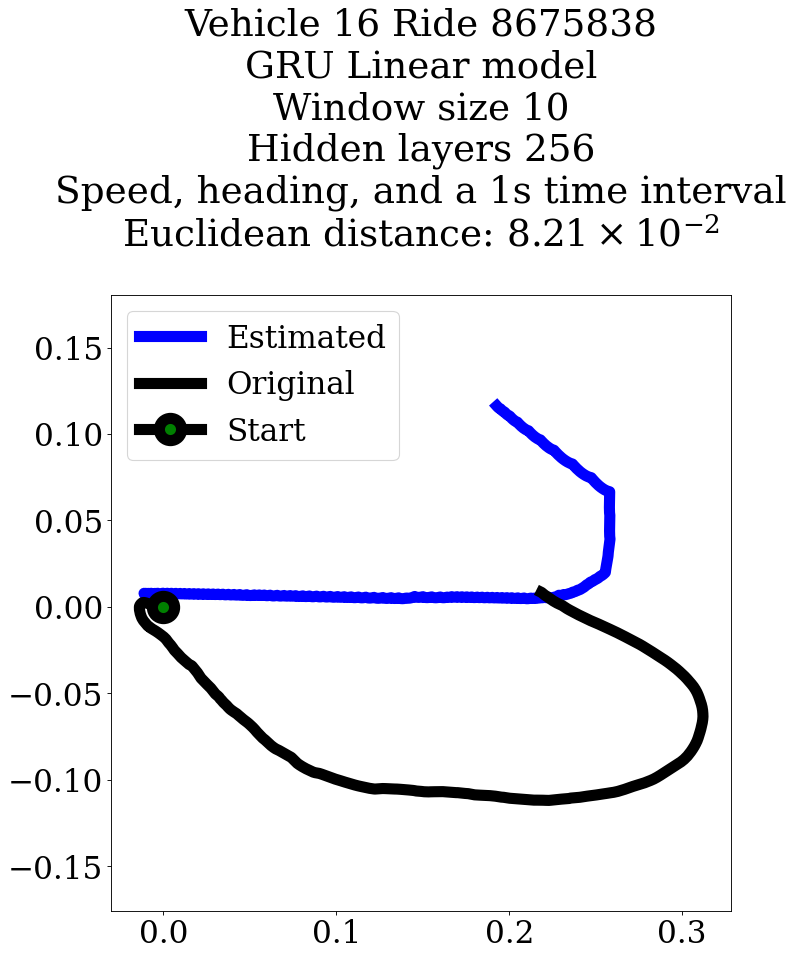 Vehicle 16 Ride 8675838
GRU Linear model
Window size 10
Hidden layers 256
Speed, heading, and a 1s time interval
Euclidean distance: 8.21 × 10⁻²
Estimated
Original
Start
0.15
0.10
0.05
0.00
−0.05
−0.10
−0.15
0.0 0.1 0.2 0.3